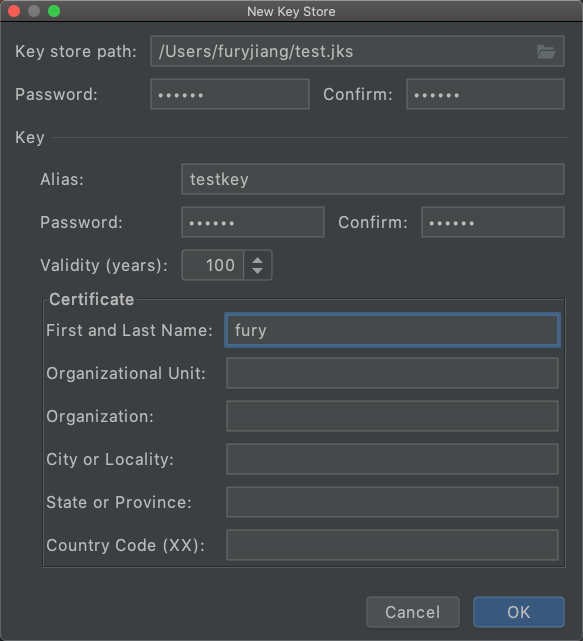 New Key Store
Key store path: /Users/furyjiang/test.jks
Password: •••••• Confirm: ••••••
Key
Alias: testkey
Password: •••••• Confirm: ••••••
Validity (years): 100
Certificate
First and Last Name: fury
Organizational Unit:
Organization:
City or Locality:
State or Province:
Country Code (XX):
Cancel OK